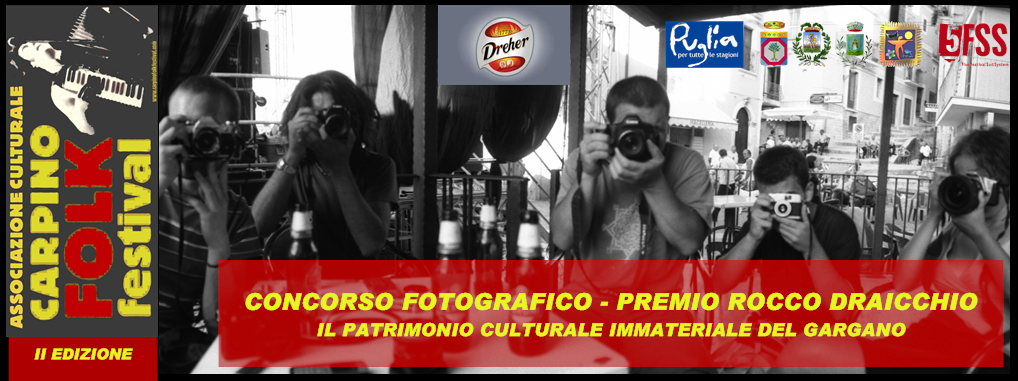 ASSOCIAZIONE CULTURALE
CARPINO
FOLK
festival
II EDIZIONE
Dreher
Puglia
per tutte le stagioni
5FSS
CONCORSO FOTOGRAFICO - PREMIO ROCCO DRAICCHIO
IL PATRIMONIO CULTURALE IMMATERIALE DEL GARGANO